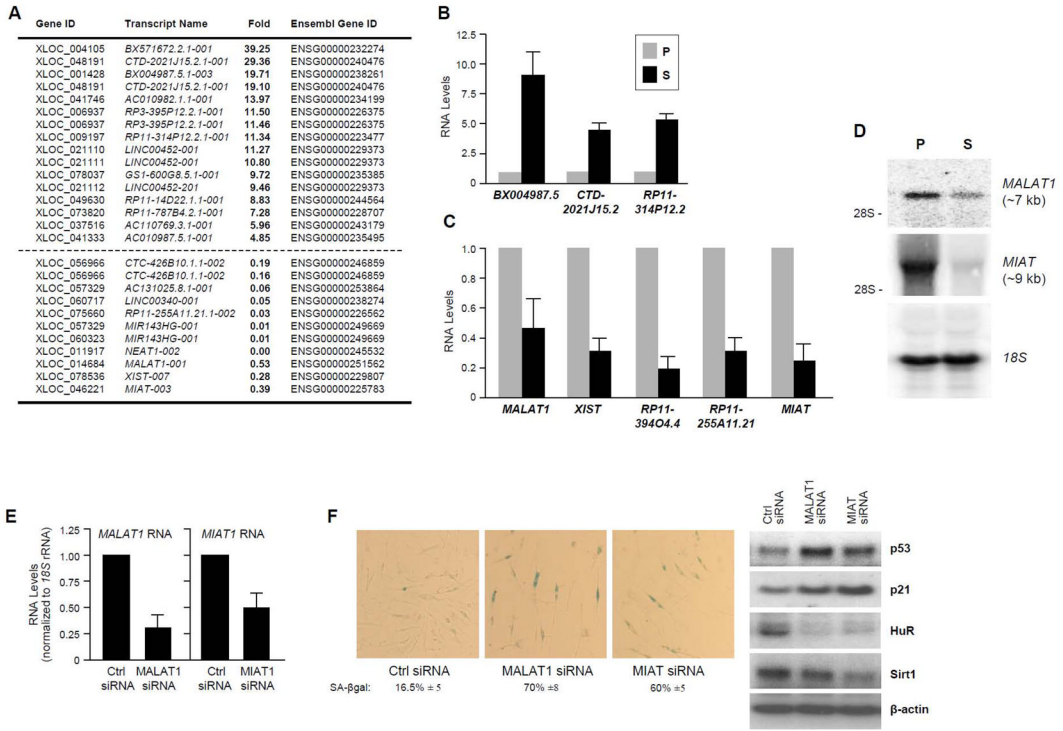 A
Gene ID Transcript Name Fold Ensembl Gene ID
XLOC_004105 BX571672.2.1-001 39.25 ENSG00000232274
XLOC_048191 CTD-2021J15.2.1-001 29.36 ENSG00000240476
XLOC_001428 BX004987.5.1-003 19.71 ENSG00000238261
XLOC_048191 CTD-2021J15.2.1-001 19.10 ENSG00000240476
XLOC_041746 AC010982.1.1-001 13.97 ENSG00000234199
XLOC_006937 RP3-395P12.2.1-001 11.50 ENSG00000226375
XLOC_006937 RP3-395P12.2.1-001 11.46 ENSG00000226375
XLOC_009197 RP11-314P12.2.1-001 11.34 ENSG00000223477
XLOC_021110 LINC00452-001 11.27 ENSG00000229373
XLOC_021111 LINC00452-001 10.80 ENSG00000229373
XLOC_078037 GS1-600G8.5.1-001 9.72 ENSG00000235385
XLOC_021112 LINC00452-201 9.46 ENSG00000229373
XLOC_049630 RP11-14D22.1.1-001 8.83 ENSG00000244564
XLOC_073820 RP11-787B4.2.1-001 7.28 ENSG00000228707
XLOC_037516 AC110769.3.1-001 5.96 ENSG00000243179
XLOC_041333 AC010987.5.1-001 4.85 ENSG00000235495
XLOC_056966 CTC-426B10.1.1-002 0.19 ENSG00000246859
XLOC_056966 CTC-426B10.1.1-002 0.16 ENSG00000246859
XLOC_057329 AC131025.8.1-001 0.06 ENSG00000253864
XLOC_060717 LINC00340-001 0.05 ENSG00000238274
XLOC_075660 RP11-255A11.21.1-002 0.03 ENSG00000226562
XLOC_057329 MIR143HG-001 0.01 ENSG00000249669
XLOC_060323 MIR143HG-001 0.01 ENSG00000249669
XLOC_011917 NEAT1-002 0.00 ENSG00000245532
XLOC_014684 MALAT1-001 0.53 ENSG00000251562
XLOC_078536 XIST-007 0.28 ENSG00000229807
XLOC_046221 MIAT-003 0.39 ENSG00000225783
B
RNA Levels
12.5
10.0
7.5
5.0
2.5
0
P
S
BX004987.5 CTD-2021J15.2 RP11-314P12.2
C
RNA Levels
1.0
0.8
0.6
0.4
0.2
0
MALAT1 XIST RP11-394O4.4 RP11-255A11.21 MIAT
D
P S
MALAT1
(~7 kb)
28S -
MIAT
(~9 kb)
28S -
18S
E
RNA Levels
(normalized to 18S rRNA)
1.25
1.00
0.75
0.50
0.25
0
MALAT1 RNA MIAT1 RNA
Ctrl siRNA MALAT1 siRNA Ctrl siRNA MIAT1 siRNA
F
Ctrl siRNA MALAT1 siRNA MIAT siRNA
SA-βgal: 16.5% ± 5 70% ±8 60% ±5
Ctrl siRNA
MALAT1 siRNA
MIAT siRNA
p53
p21
HuR
Sirt1
β-actin